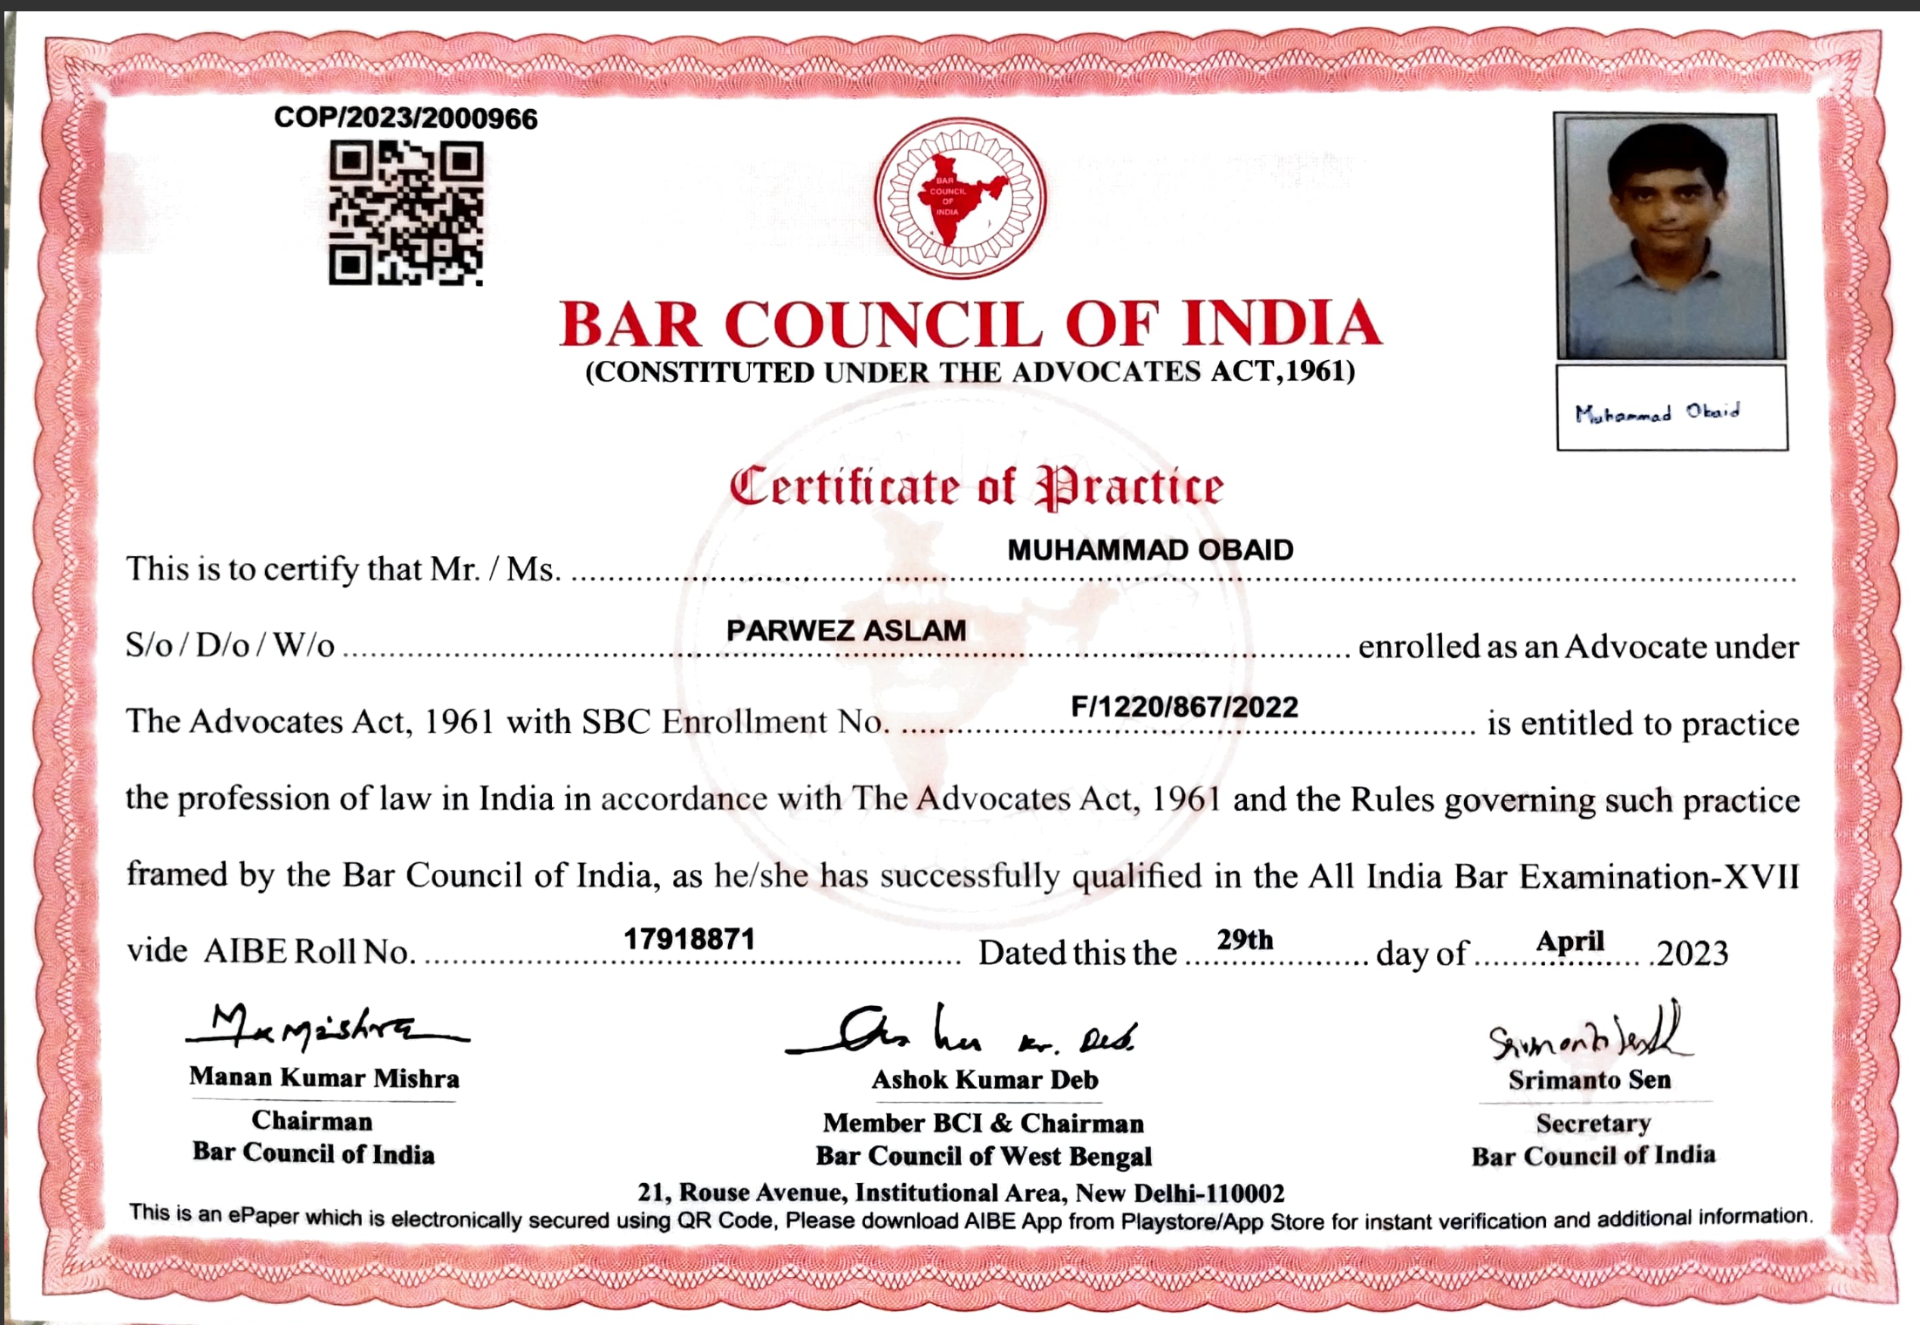 COP/2023/2000966
BAR
COUNCIL
OF
INDIA
BAR COUNCIL OF INDIA
(CONSTITUTED UNDER THE ADVOCATES ACT,1961)
Muhammad Obaid
Certificate of Practice
This is to certify that Mr. / Ms. MUHAMMAD OBAID
S/o / D/o / W/o PARWEZ ASLAM enrolled as an Advocate under
The Advocates Act, 1961 with SBC Enrollment No. F/1220/867/2022 is entitled to practice
the profession of law in India in accordance with The Advocates Act, 1961 and the Rules governing such practice
framed by the Bar Council of India, as he/she has successfully qualified in the All India Bar Examination-XVII
vide AIBE Roll No. 17918871 Dated this the 29th day of April .2023
Manan Kumar Mishra
Chairman
Bar Council of India
Ashok Kr. Deb.
Ashok Kumar Deb
Member BCI & Chairman
Bar Council of West Bengal
Srimanto Sen
Srimanto Sen
Secretary
Bar Council of India
21, Rouse Avenue, Institutional Area, New Delhi-110002
This is an ePaper which is electronically secured using QR Code, Please download AIBE App from Playstore/App Store for instant verification and additional information.